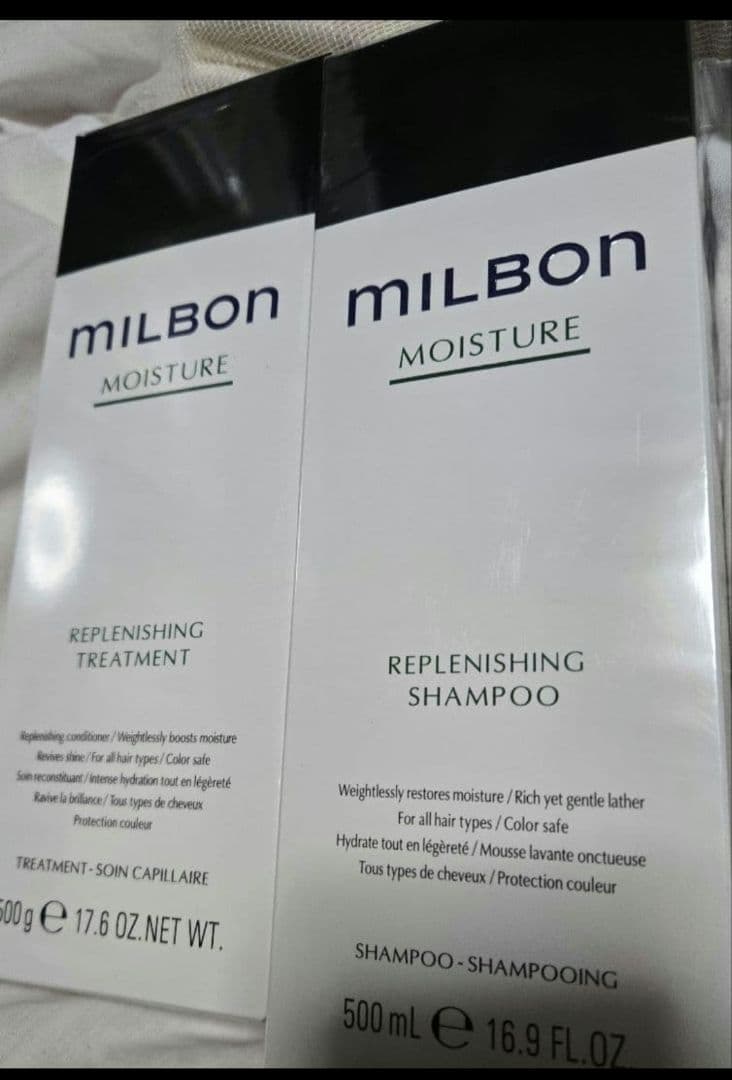 mILBon
MOISTURE
REPLENISHING
TREATMENT
Replenishing conditioner / Weightlessly boosts moisture
Revives shine / For all hair types / Color safe
Soin reconstituant / Intense hydration tout en légèreté
Ravive la brillance / Tous types de cheveux
Protection couleur
TREATMENT - SOIN CAPILLAIRE
500g e 17.6 OZ.NET WT.
mILBon
MOISTURE
REPLENISHING
SHAMPOO
Weightlessly restores moisture / Rich yet gentle lather
For all hair types / Color safe
Hydrate tout en légèreté / Mousse lavante onctueuse
Tous types de cheveux / Protection couleur
SHAMPOO - SHAMPOOING
500 mL e 16.9 FL.OZ